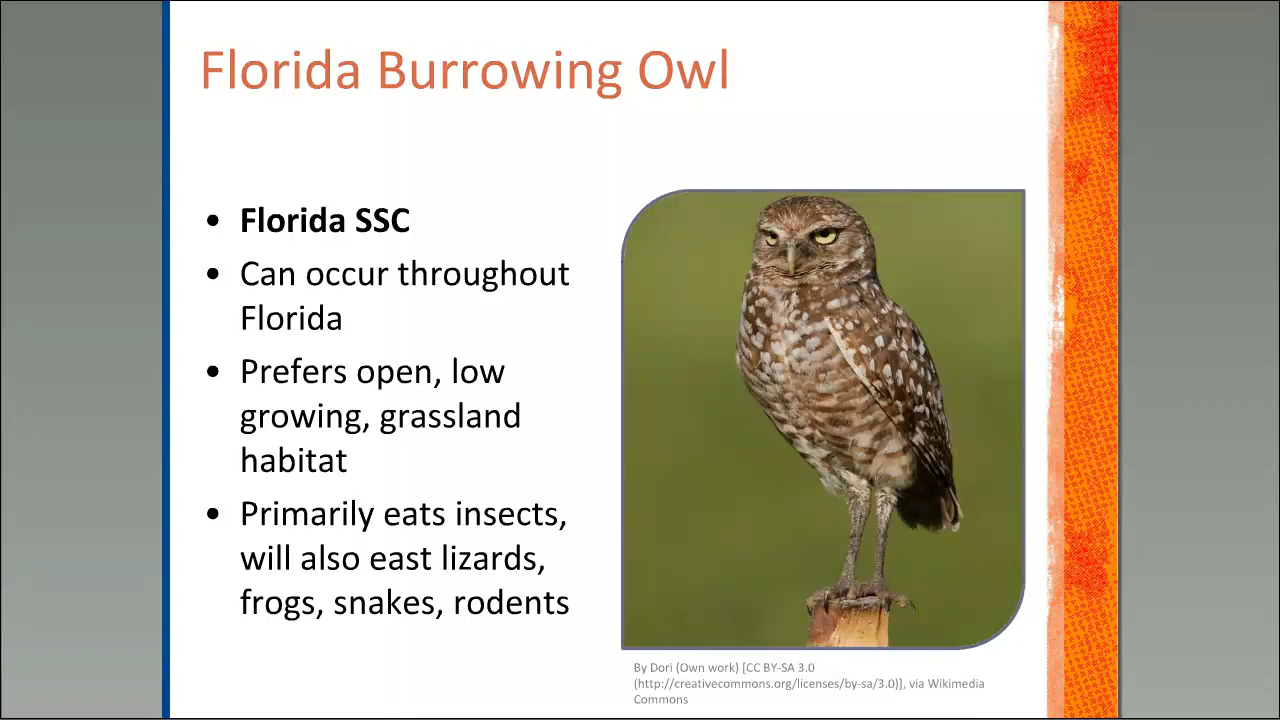 Florida Burrowing Owl
• Florida SSC
• Can occur throughout
Florida
• Prefers open, low
growing, grassland
habitat
• Primarily eats insects,
will also east lizards,
frogs, snakes, rodents
By Dori (Own work) [CC BY-SA 3.0
(http://creativecommons.org/licenses/by-sa/3.0)], via Wikimedia
Commons